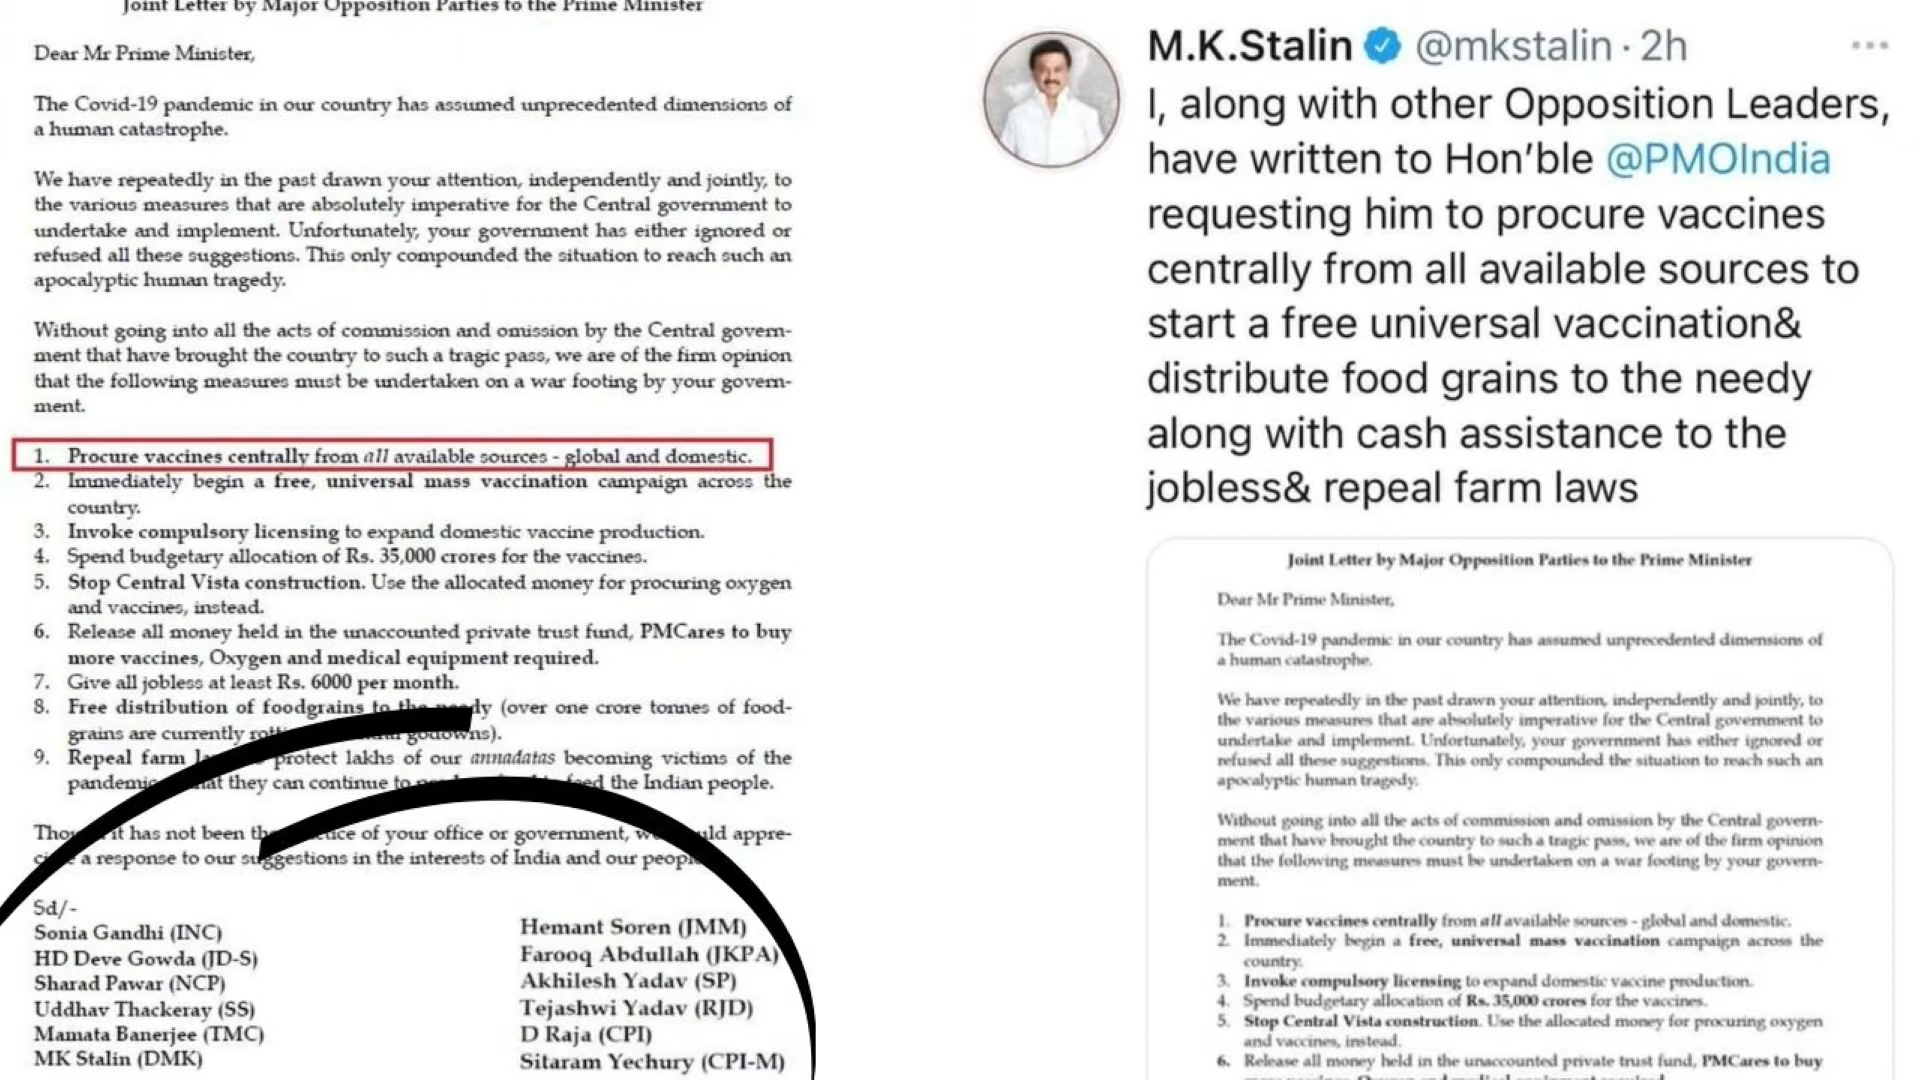 Joint Letter by Major Opposition Parties to the Prime Minister
Dear Mr Prime Minister,
The Covid-19 pandemic in our country has assumed unprecedented dimensions of
a human catastrophe.
We have repeatedly in the past drawn your attention, independently and jointly, to
the various measures that are absolutely imperative for the Central government to
undertake and implement. Unfortunately, your government has either ignored or
refused all these suggestions. This only compounded the situation to reach such an
apocalyptic human tragedy.
Without going into all the acts of commission and omission by the Central govern-
ment that have brought the country to such a tragic pass, we are of the firm opinion
that the following measures must be undertaken on a war footing by your govern-
ment.
1. Procure vaccines centrally from all available sources - global and domestic.
2. Immediately begin a free, universal mass vaccination campaign across the
country.
3. Invoke compulsory licensing to expand domestic vaccine production.
4. Spend budgetary allocation of Rs. 35,000 crores for the vaccines.
5. Stop Central Vista construction. Use the allocated money for procuring oxygen
and vaccines, instead.
6. Release all money held in the unaccounted private trust fund, PMCares to buy
more vaccines, Oxygen and medical equipment required.
7. Give all jobless at least Rs. 6000 per month.
8. Free distribution of foodgrains to the needy (over one crore tonnes of food-
grains are currently godowns).
9. Repeal farm protect lakhs of our annadatas becoming victims of the
pandemic that they can continue to feed the Indian people.
Though it has not been the practice of your office or government, we would appre-
a response to our suggestions in the interests of India and our people
Sd/-
Sonia Gandhi (INC)
HD Deve Gowda (JD-S)
Sharad Pawar (NCP)
Uddhav Thackeray (SS)
Mamata Banerjee (TMC)
MK Stalin (DMK)
Hemant Soren (JMM)
Farooq Abdullah (JKPA)
Akhilesh Yadav (SP)
Tejashwi Yadav (RJD)
D Raja (CPI)
Sitaram Yechury (CPI-M)
M.K.Stalin @mkstalin · 2h
I, along with other Opposition Leaders,
have written to Hon’ble @PMOIndia
requesting him to procure vaccines
centrally from all available sources to
start a free universal vaccination&
distribute food grains to the needy
along with cash assistance to the
jobless& repeal farm laws
Joint Letter by Major Opposition Parties to the Prime Minister
Dear Mr Prime Minister,
The Covid-19 pandemic in our country has assumed unprecedented dimensions of
a human catastrophe.
We have repeatedly in the past drawn your attention, independently and jointly, to
the various measures that are absolutely imperative for the Central government to
undertake and implement. Unfortunately, your government has either ignored or
refused all these suggestions. This only compounded the situation to reach such an
apocalyptic human tragedy.
Without going into all the acts of commission and omission by the Central govern-
ment that have brought the country to such a tragic pass, we are of the firm opinion
that the following measures must be undertaken on a war footing by your govern-
ment.
1. Procure vaccines centrally from all available sources - global and domestic.
2. Immediately begin a free, universal mass vaccination campaign across the
country.
3. Invoke compulsory licensing to expand domestic vaccine production.
4. Spend budgetary allocation of Rs. 35,000 crores for the vaccines.
5. Stop Central Vista construction. Use the allocated money for procuring oxygen
and vaccines, instead.
6. Release all money held in the unaccounted private trust fund, PMCares to buy